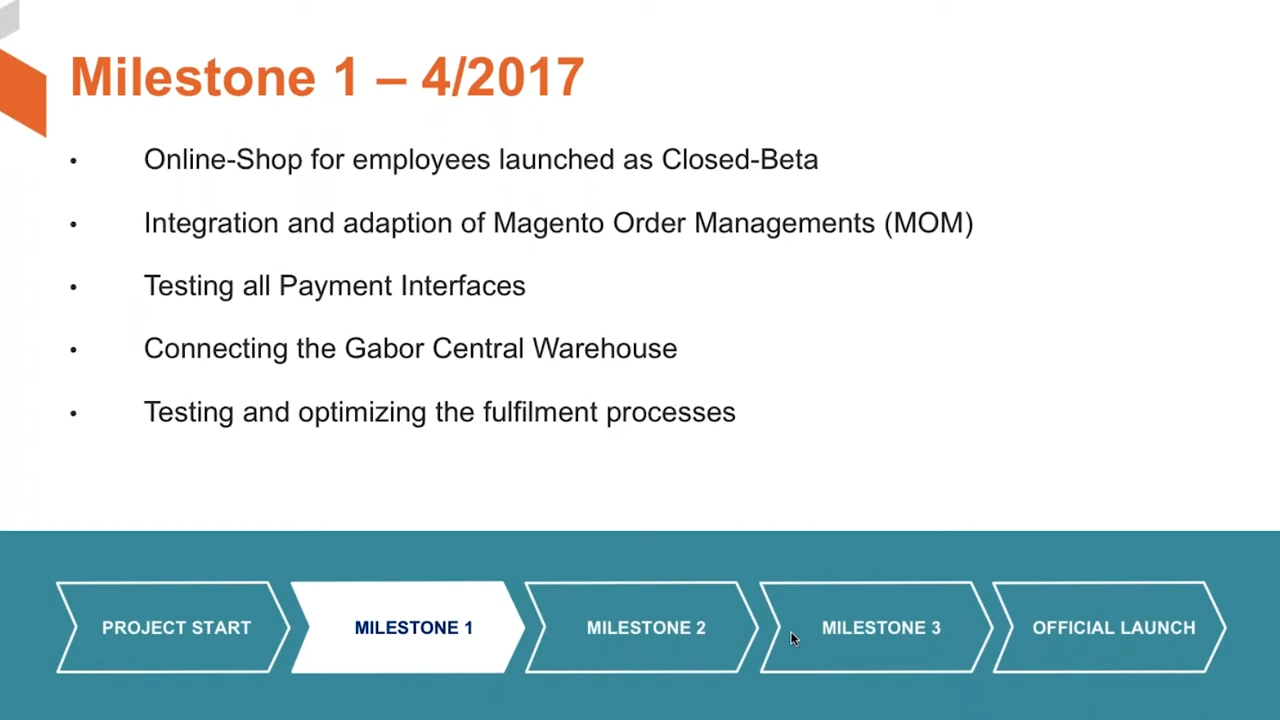 Milestone 1 – 4/2017
• Online-Shop for employees launched as Closed-Beta
• Integration and adaption of Magento Order Managements (MOM)
• Testing all Payment Interfaces
• Connecting the Gabor Central Warehouse
• Testing and optimizing the fulfilment processes
PROJECT START
MILESTONE 1
MILESTONE 2
MILESTONE 3
OFFICIAL LAUNCH